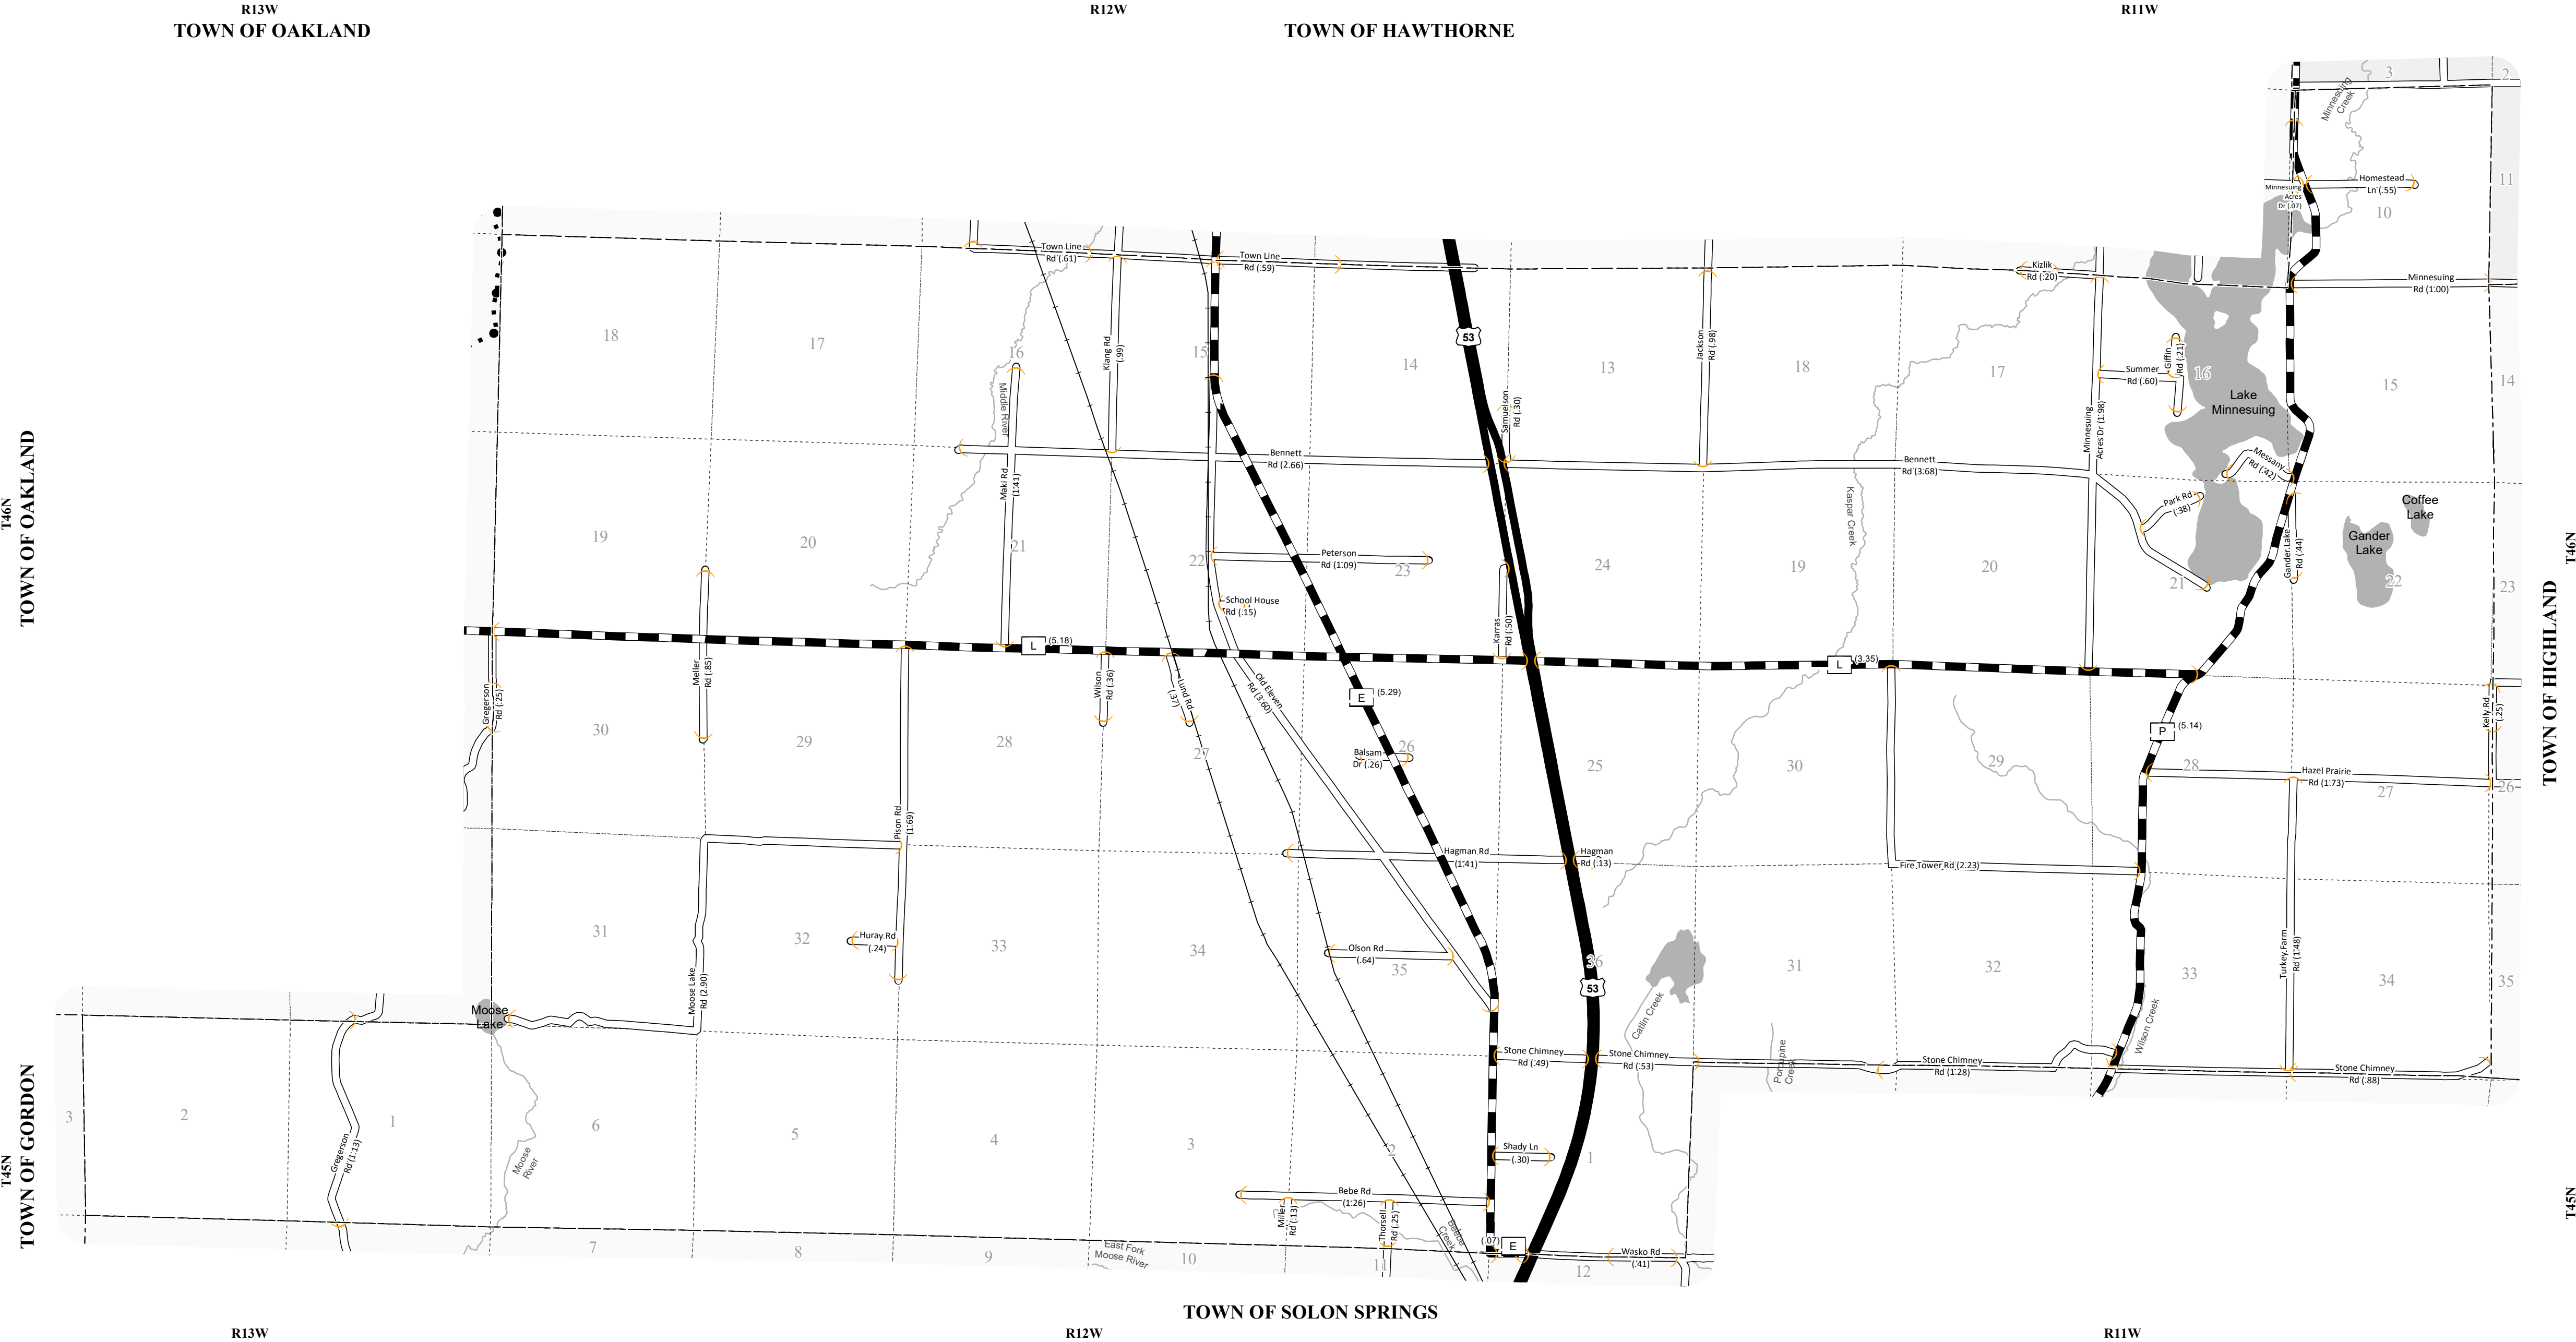 R13W
R12W
R11W
TOWN OF OAKLAND
TOWN OF HAWTHORNE
3
2
Minnesuing
Creek
Homestead
Ln (.55)
11
Minnesuing
Acres
Dr (.07)
10
Town Line
Rd (.61)
Town Line
Rd (.59)
Kizlik
Rd (.20)
Minnesuing
Rd (1.00)
18
17
16
15
14
13
18
17
16
15
14
53
Klang Rd
(.99)
Jackson
Rd (.98)
Giffin
Rd (.21)
Summer
Rd (.60)
Lake
Minnesuing
Middle River
Samuelson
Rd (.30)
Minnesuing
Acres Dr (1.98)
Bennett
Rd (2.66)
Bennett
Rd (3.68)
Messany
Rd (.42)
Maki Rd
(1.41)
Kaspar Creek
Park Rd
(.38)
Coffee
Lake
Gander
Lake
Gander Lake
Rd (.44)
T46N
TOWN OF OAKLAND
19
20
21
22
23
24
19
20
21
22
23
Peterson
Rd (1.09)
School House
Rd (.15)
Karras
Rd (.50)
T46N
TOWN OF HIGHLAND
L
(5.18)
L
(3.35)
Gregerson
Rd (.25)
Meller
Rd (.85)
Wilson
Rd (.36)
Lund Rd
(.37)
Old Eleven
Rd (3.60)
E
(5.29)
Kelly Rd
(.25)
P
(5.14)
30
29
28
27
26
25
30
29
28
27
26
Balsam
Dr (.26)
Hazel Prairie
Rd (1.73)
Pison Rd
(1.69)
Hagman Rd
(1.41)
Hagman
Rd (.13)
Fire Tower Rd (2.23)
31
32
33
34
35
36
31
32
33
34
35
Huray Rd
(.24)
Olson Rd
(.64)
Moose Lake
Rd (2.90)
Turkey Farm
Rd (1.48)
53
Moose
Lake
Catlin Creek
Porcupine
Creek
Wilson Creek
Stone Chimney
Rd (.49)
Stone Chimney
Rd (.53)
Stone Chimney
Rd (1.28)
Stone Chimney
Rd (.88)
T45N
TOWN OF GORDON
3
2
1
6
5
4
3
2
1
Gregerson
Rd (1.13)
Moose
River
Shady Ln
(.30)
Bebe Rd
(1.26)
Miller
Rd (.13)
Thorsell
Rd (.25)
Beebe
Creek
T45N
7
8
9
10
11
12
East Fork
Moose River
(.07)
E
Wasko Rd
(.41)
TOWN OF SOLON SPRINGS
R13W
R12W
R11W